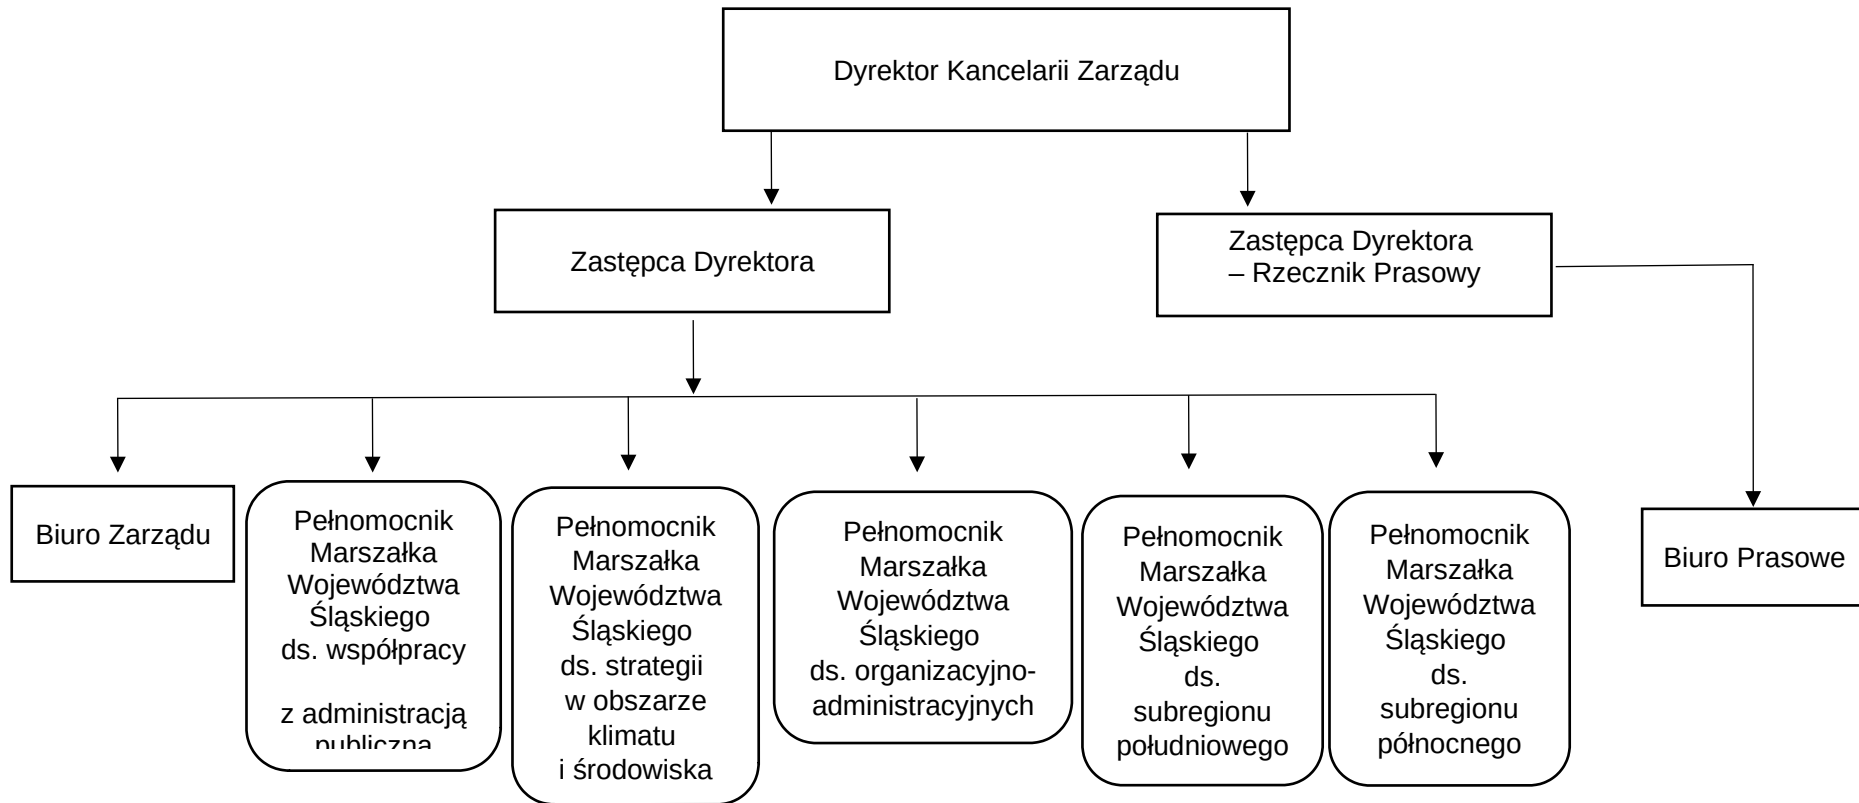 Dyrektor Kancelarii Zarządu
Zastępca Dyrektora
Zastępca Dyrektora
– Rzecznik Prasowy
Biuro Zarządu
Pełnomocnik
Marszałka
Województwa
Śląskiego
ds. współpracy
z administracją
publiczną
Pełnomocnik
Marszałka
Województwa
Śląskiego
ds. strategii
w obszarze
klimatu
i środowiska
Pełnomocnik
Marszałka
Województwa
Śląskiego
ds. organizacyjno-
administracyjnych
Pełnomocnik
Marszałka
Województwa
Śląskiego
ds.
subregionu
południowego
Pełnomocnik
Marszałka
Województwa
Śląskiego
ds.
subregionu
północnego
Biuro Prasowe